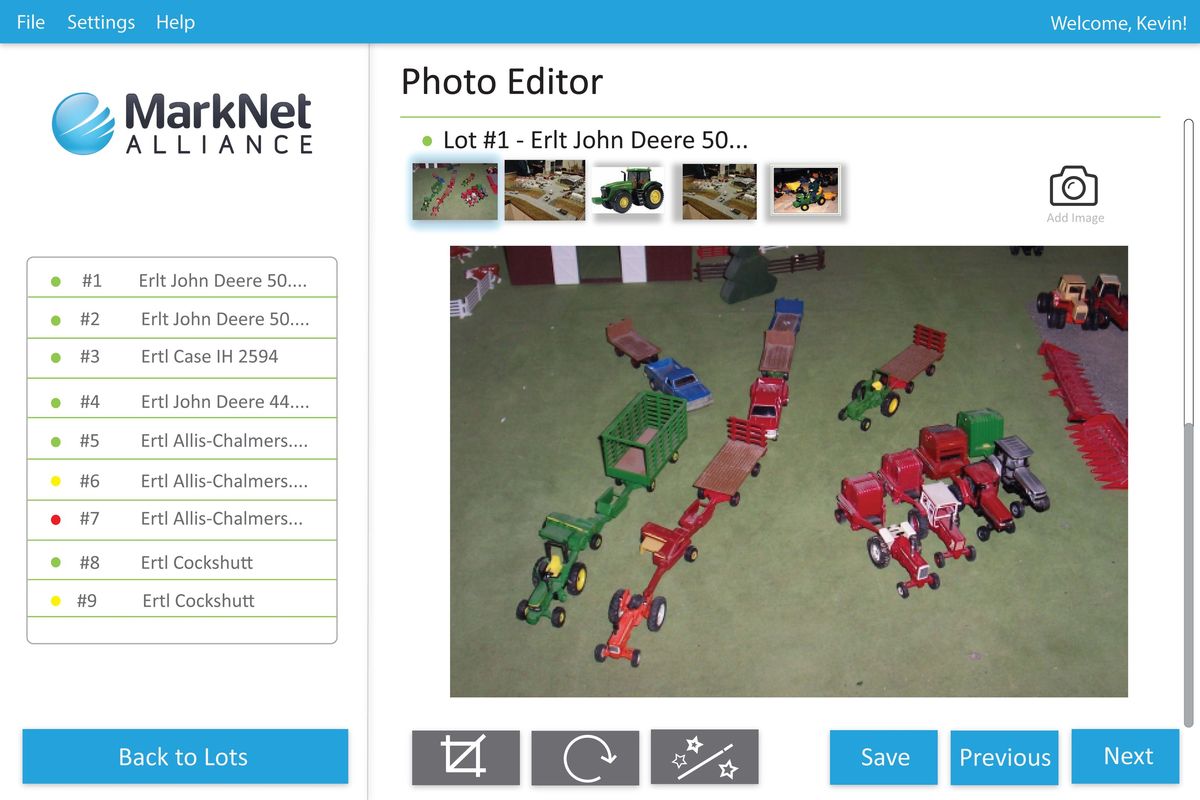 File Settings Help
Welcome, Kevin!
MarkNet
ALLIANCE
#1 Erlt John Deere 50....
#2 Erlt John Deere 50....
#3 Ertl Case IH 2594
#4 Ertl John Deere 44....
#5 Ertl Allis-Chalmers....
#6 Ertl Allis-Chalmers....
#7 Ertl Allis-Chalmers...
#8 Ertl Cockshutt
#9 Ertl Cockshutt
Back to Lots
Photo Editor
Lot #1 - Erlt John Deere 50...
Add Image
Save
Previous
Next